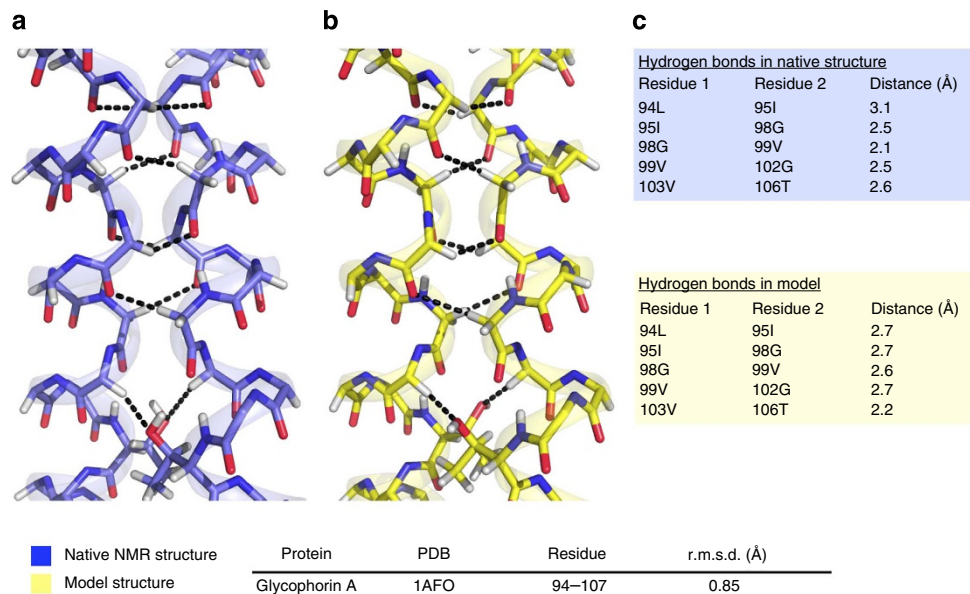 a
b
c
Hydrogen bonds in native structure
Residue 1 Residue 2 Distance (Å)
94L 95I 3.1
95I 98G 2.5
98G 99V 2.1
99V 102G 2.5
103V 106T 2.6
Hydrogen bonds in model
Residue 1 Residue 2 Distance (Å)
94L 95I 2.7
95I 98G 2.7
98G 99V 2.6
99V 102G 2.7
103V 106T 2.2
Native NMR structure
Model structure
Protein PDB Residue r.m.s.d. (Å)
Glycophorin A 1AFO 94–107 0.85